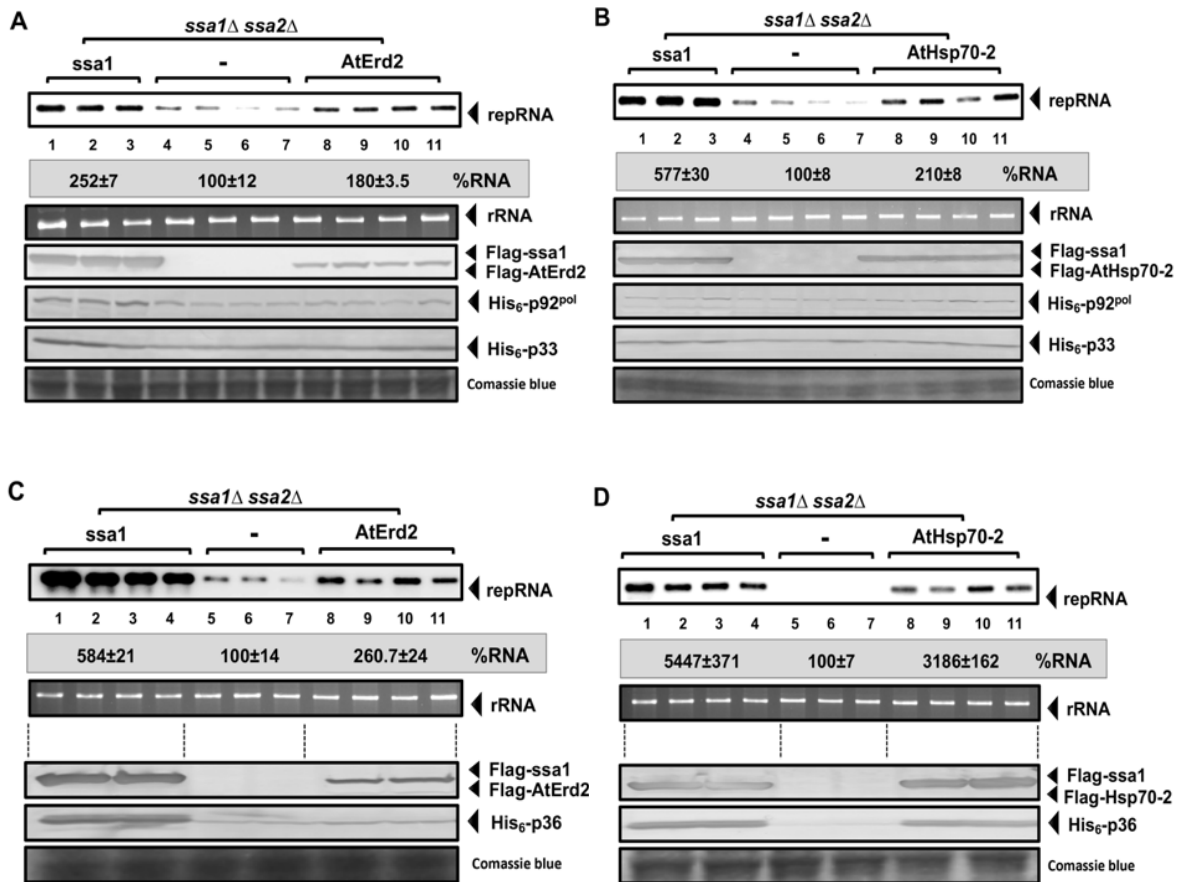 A
ssa1Δ ssa2Δ
ssa1 - AtErd2
repRNA
1 2 3 4 5 6 7 8 9 10 11
252±7 100±12 180±3.5 %RNA
rRNA
Flag-ssa1
Flag-AtErd2
His6-p92pol
His6-p33
Comassie blue
B
ssa1Δ ssa2Δ
ssa1 - AtHsp70-2
repRNA
1 2 3 4 5 6 7 8 9 10 11
577±30 100±8 210±8 %RNA
rRNA
Flag-ssa1
Flag-AtHsp70-2
His6-p92pol
His6-p33
Comassie blue
C
ssa1Δ ssa2Δ
ssa1 - AtErd2
repRNA
1 2 3 4 5 6 7 8 9 10 11
584±21 100±14 260.7±24 %RNA
rRNA
Flag-ssa1
Flag-AtErd2
His6-p36
Comassie blue
D
ssa1Δ ssa2Δ
ssa1 - AtHsp70-2
repRNA
1 2 3 4 5 6 7 8 9 10 11
5447±371 100±7 3186±162 %RNA
rRNA
Flag-ssa1
Flag-Hsp70-2
His6-p36
Comassie blue